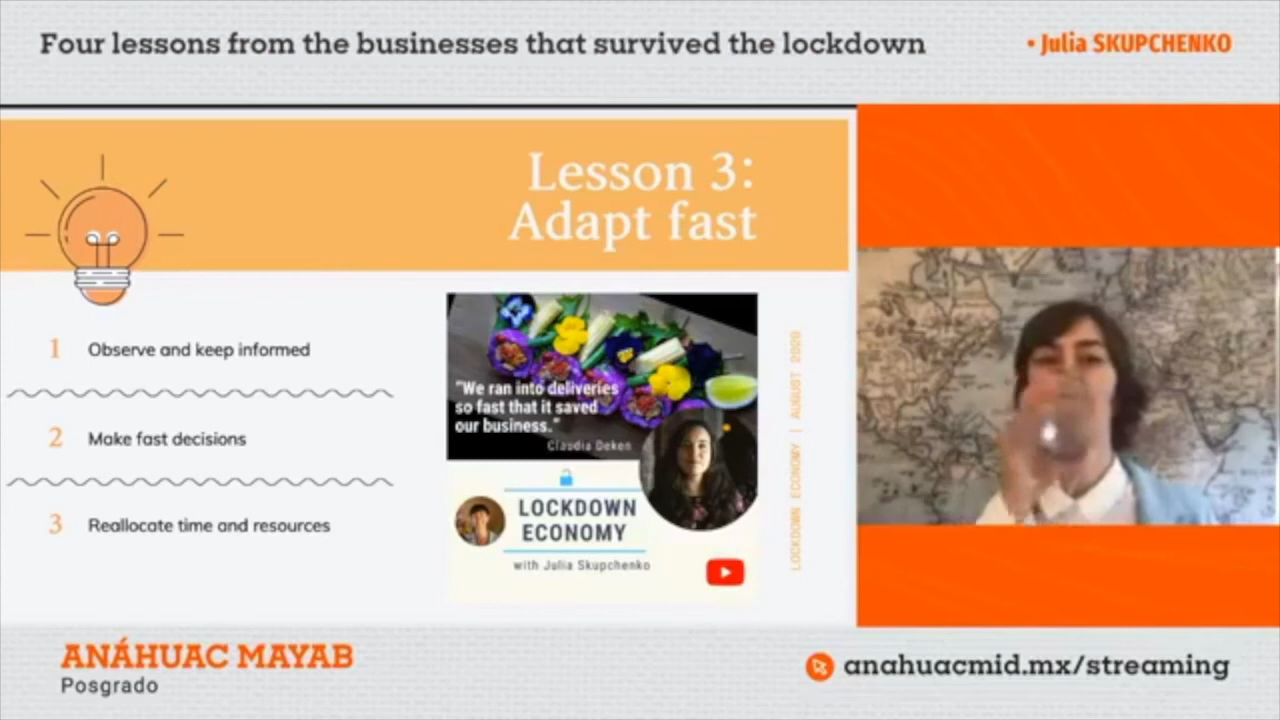 Four lessons from the businesses that survived the lockdown
• Julia SKUPCHENKO
Lesson 3:
Adapt fast
1 Observe and keep informed
2 Make fast decisions
3 Reallocate time and resources
"We ran into deliveries
so fast that it saved
our business."
Claudia Deken
LOCKDOWN
ECONOMY
with Julia Skupchenko
LOCKDOWN ECONOMY | AUGUST 2020
ANÁHUAC MAYAB
Posgrado
anahuacmid.mx/streaming